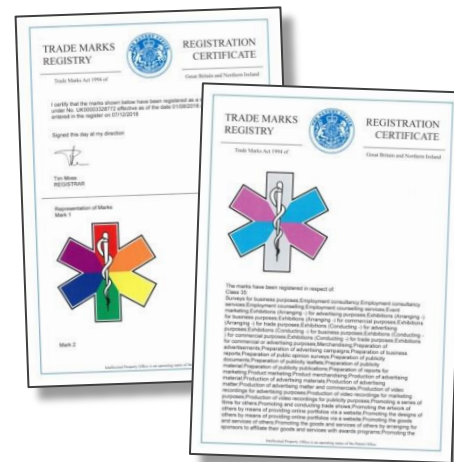 TRADE MARKS
REGISTRY
REGISTRATION
CERTIFICATE
Trade Marks Act 1994 of
Great Britain and Northern Ireland
I certify that the marks shown below have been registered as a
under No. UK00003328772 effective as of the date 01/08/2018
entered in the register on 07/12/2018
Signed this day at my direction
Tim Moss
REGISTRAR
Representation of Marks
Mark 1
Mark 2
TRADE MARKS
REGISTRY
REGISTRATION
CERTIFICATE
Trade Marks Act 1994 of
Great Britain and Northern Ireland
The marks have been registered in respect of
Class 35
Surveys for business purposes;Employment consultancy;Employment consultancy
services;Employment counselling;Employment counselling services;Event
marketing;Exhibitions (Arranging -) for advertising purposes;Exhibitions (Arranging -)
for business purposes;Exhibitions (Arranging -) for commercial purposes;Exhibitions
(Arranging -) for trade purposes;Exhibitions (Conducting -) for advertising
purposes;Exhibitions (Conducting -) for business purposes;Exhibitions (Conducting -
) for commercial purposes;Exhibitions (Conducting -) for trade purposes;Exhibitions
for commercial or advertising purposes;Merchandising;Preparation of
advertisements;Preparation of advertising campaigns;Preparation of business
reports;Preparation of public opinion surveys;Preparation of publicity
documents;Preparation of publicity leaflets;Preparation of publicity
material;Preparation of publicity publications;Preparation of reports for
marketing;Product marketing;Product merchandising;Production of advertising
material;Production of advertising materials;Production of advertising
matter;Production of advertising matter and commercials;Production of video
recordings for advertising purposes;Production of video recordings for marketing
purposes;Production of video recordings for publicity purposes;Promoting a series of
films for others;Promoting and conducting trade shows;Promoting the artwork of
others by means of providing online portfolios via a website;Promoting the designs of
others by means of providing online portfolios via a website;Promoting the goods
and services of others;Promoting the goods and services of others by arranging for
sponsors to affiliate their goods and services with awards programs;Promoting the
Intellectual Property Office is an operating name of the Patent Office